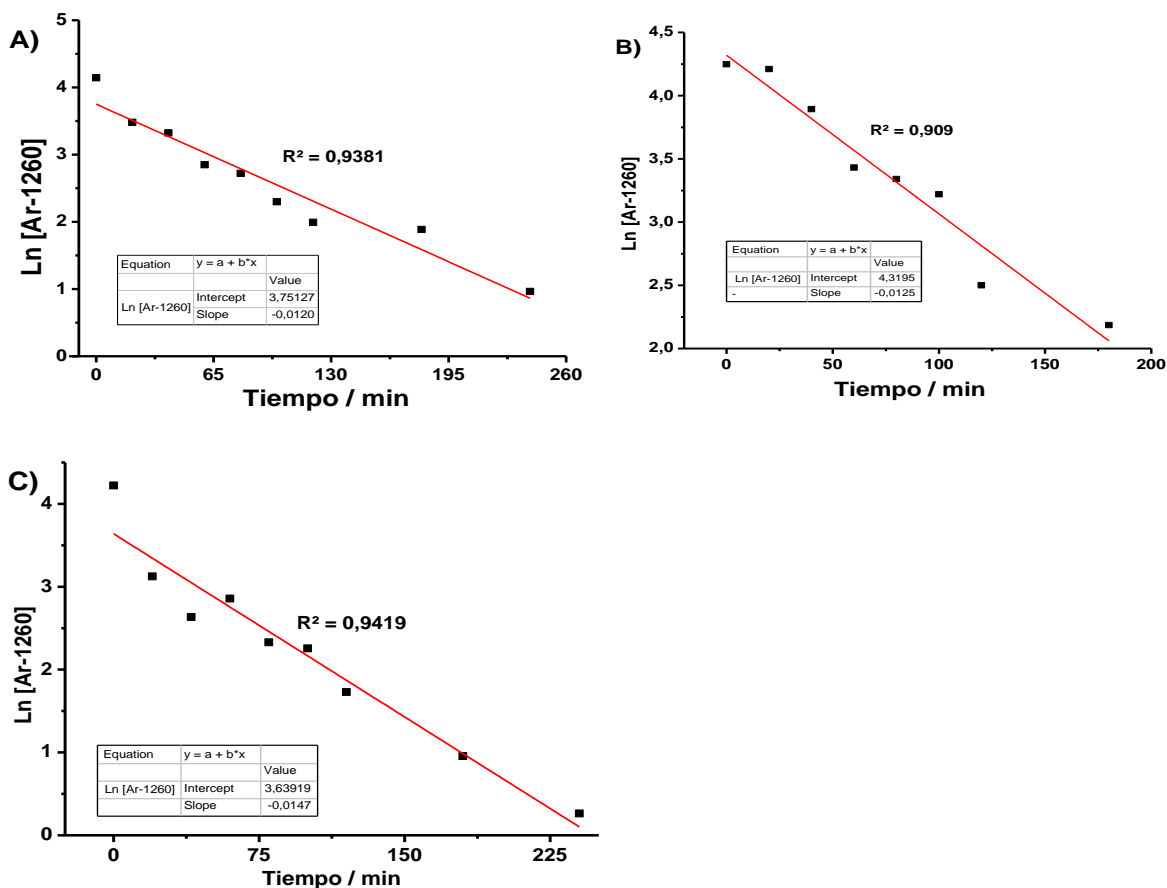 A)
5
4
3
2
1
0
Ln [Ar-1260]
R² = 0,9381
Equation y = a + b*x
Value
Ln [Ar-1260] Intercept 3,75127
Slope -0,0120
0 65 130 195 260
Tiempo / min
B)
4,5
4,0
3,5
3,0
2,5
2,0
Ln [Ar-1260]
R² = 0,909
Equation y = a + b*x
Value
Ln [Ar-1260] Intercept 4,3195
- Slope -0,0125
0 50 100 150 200
Tiempo / min
C)
4
3
2
1
0
Ln [Ar-1260]
R² = 0,9419
Equation y = a + b*x
Value
Ln [Ar-1260] Intercept 3,63919
Slope -0,0147
0 75 150 225
Tiempo / min